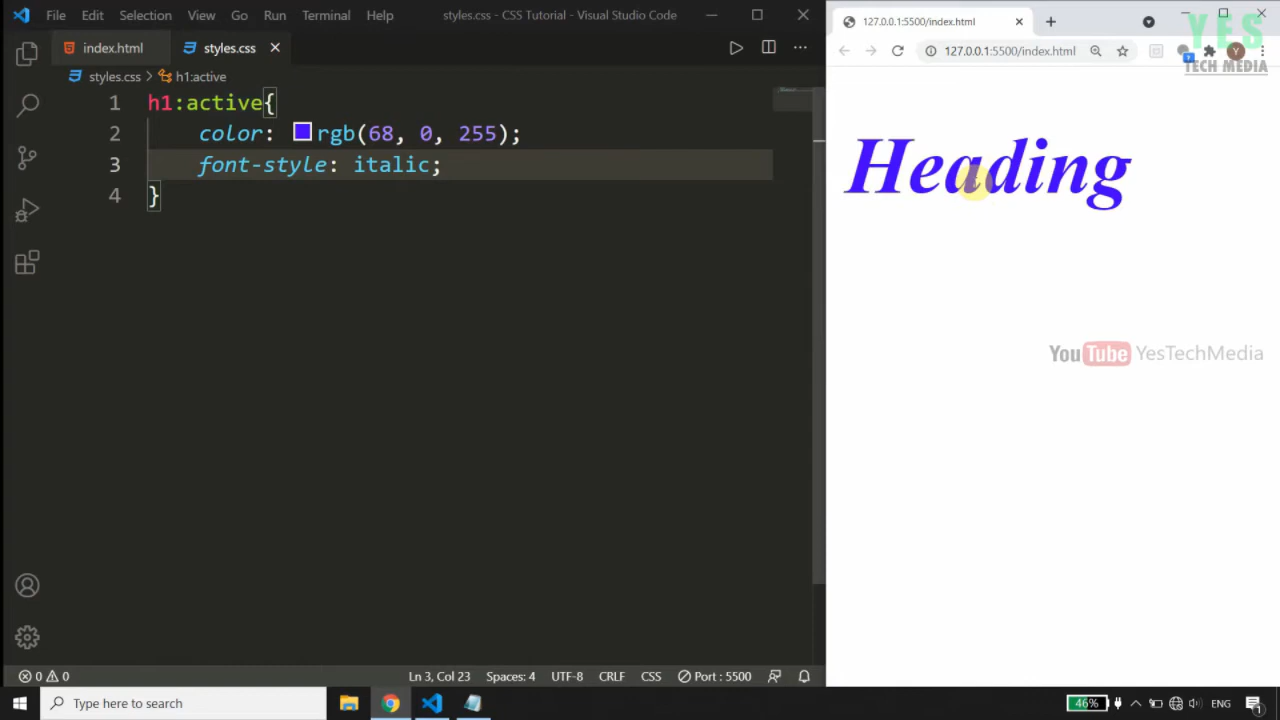 File Edit Selection View Go Run Terminal Help styles.css - CSS Tutorial - Visual Studio Code
index.html styles.css
styles.css > h1:active
1 h1:active{
2 color: rgb(68, 0, 255);
3 font-style: italic;
4 }
0 0 Ln 3, Col 23 Spaces: 4 UTF-8 CRLF CSS Port : 5500
127.0.0.1:5500/index.html
127.0.0.1:5500/index.html
Y
YES
TECH MEDIA
Heading
YouTube YesTechMedia
Type here to search
46% ENG 1